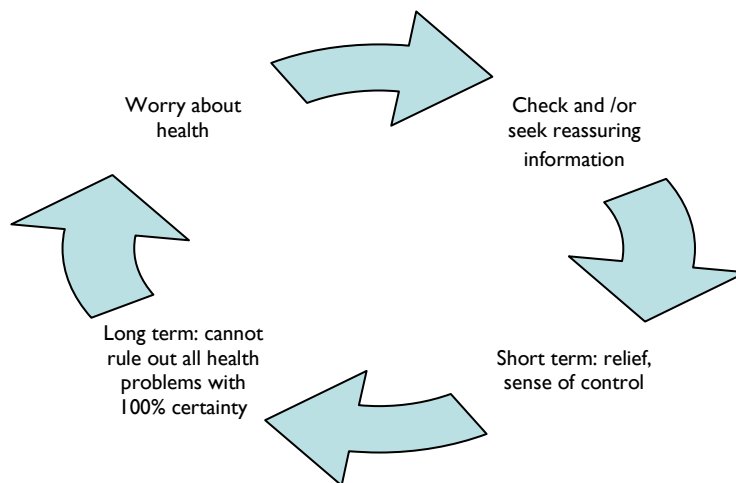 Worry about
health
Check and /or
seek reassuring
information
Short term: relief,
sense of control
Long term: cannot
rule out all health
problems with
100% certainty